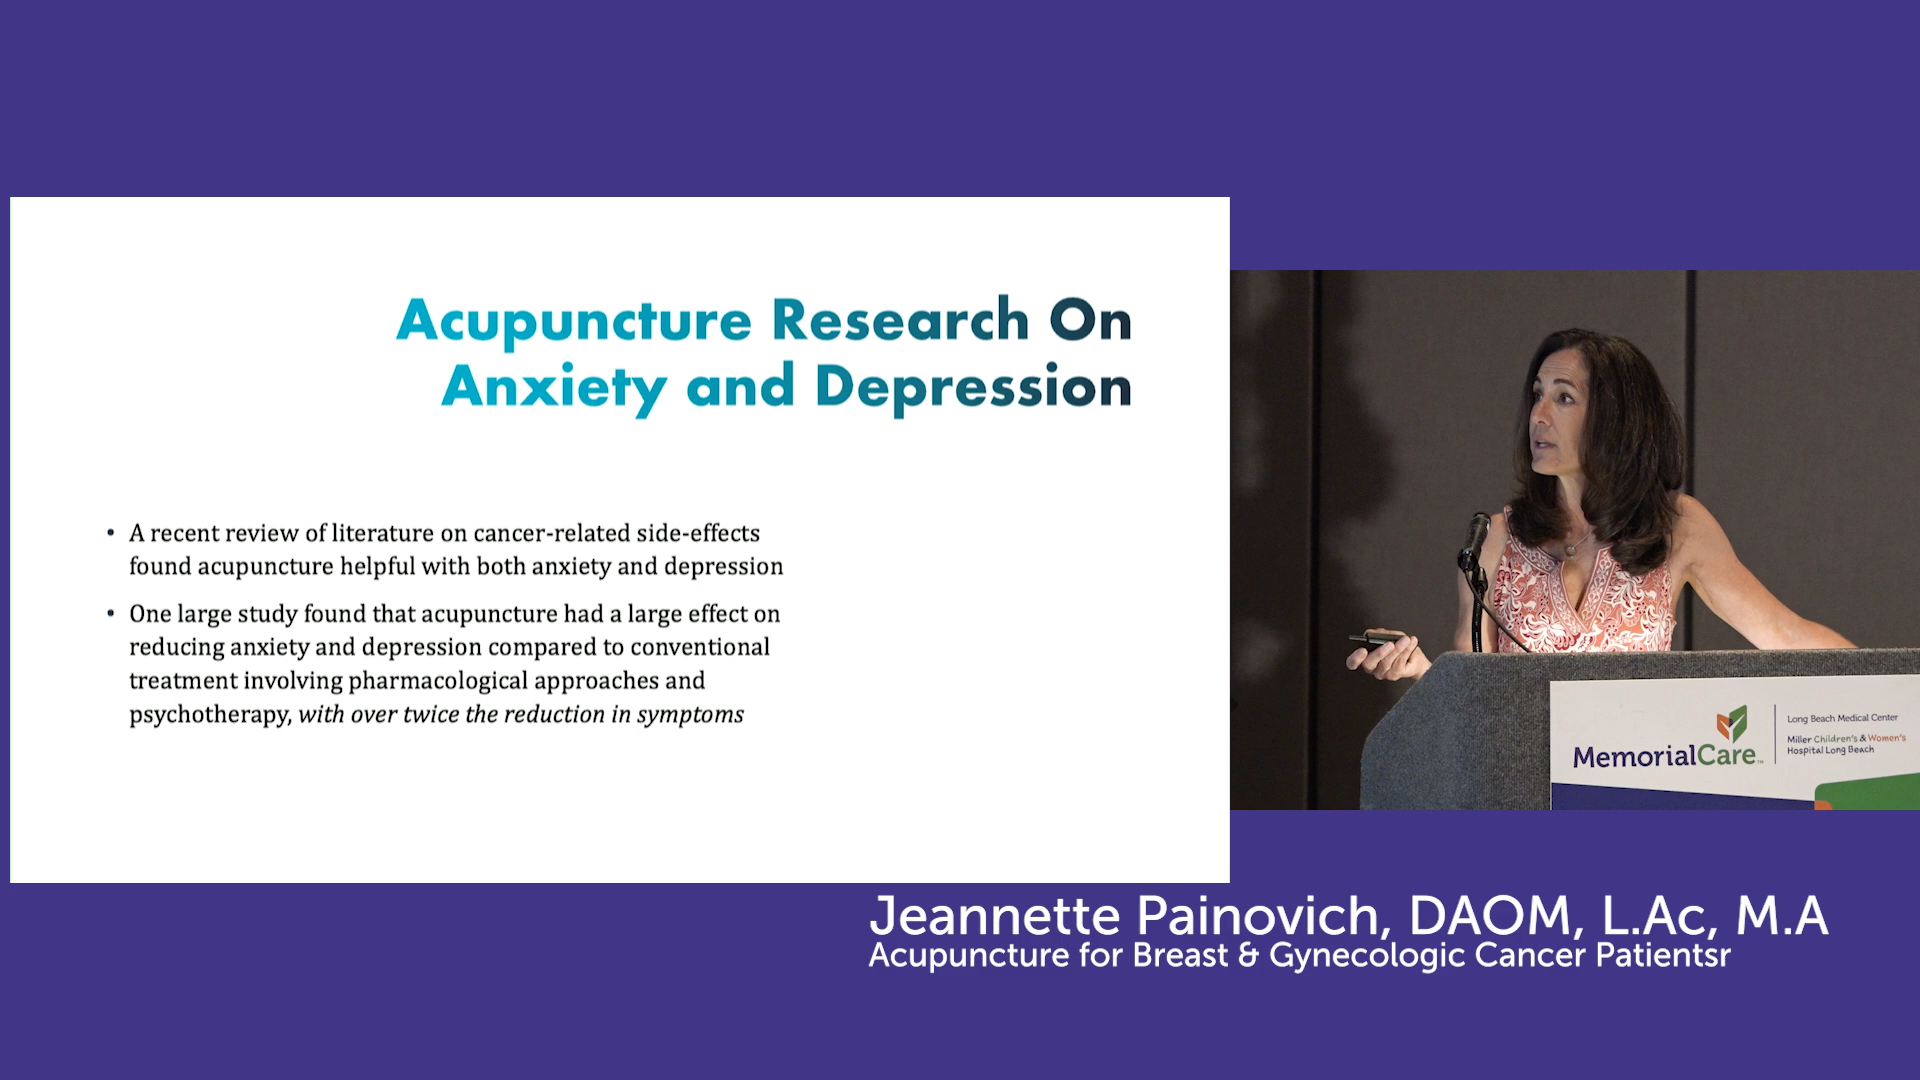 Acupuncture Research On
Anxiety and Depression
• A recent review of literature on cancer-related side-effects
found acupuncture helpful with both anxiety and depression
• One large study found that acupuncture had a large effect on
reducing anxiety and depression compared to conventional
treatment involving pharmacological approaches and
psychotherapy, with over twice the reduction in symptoms
MemorialCare™
Long Beach Medical Center
Miller Children's & Women's
Hospital Long Beach
Jeannette Painovich, DAOM, L.Ac, M.A
Acupuncture for Breast & Gynecologic Cancer Patientsr